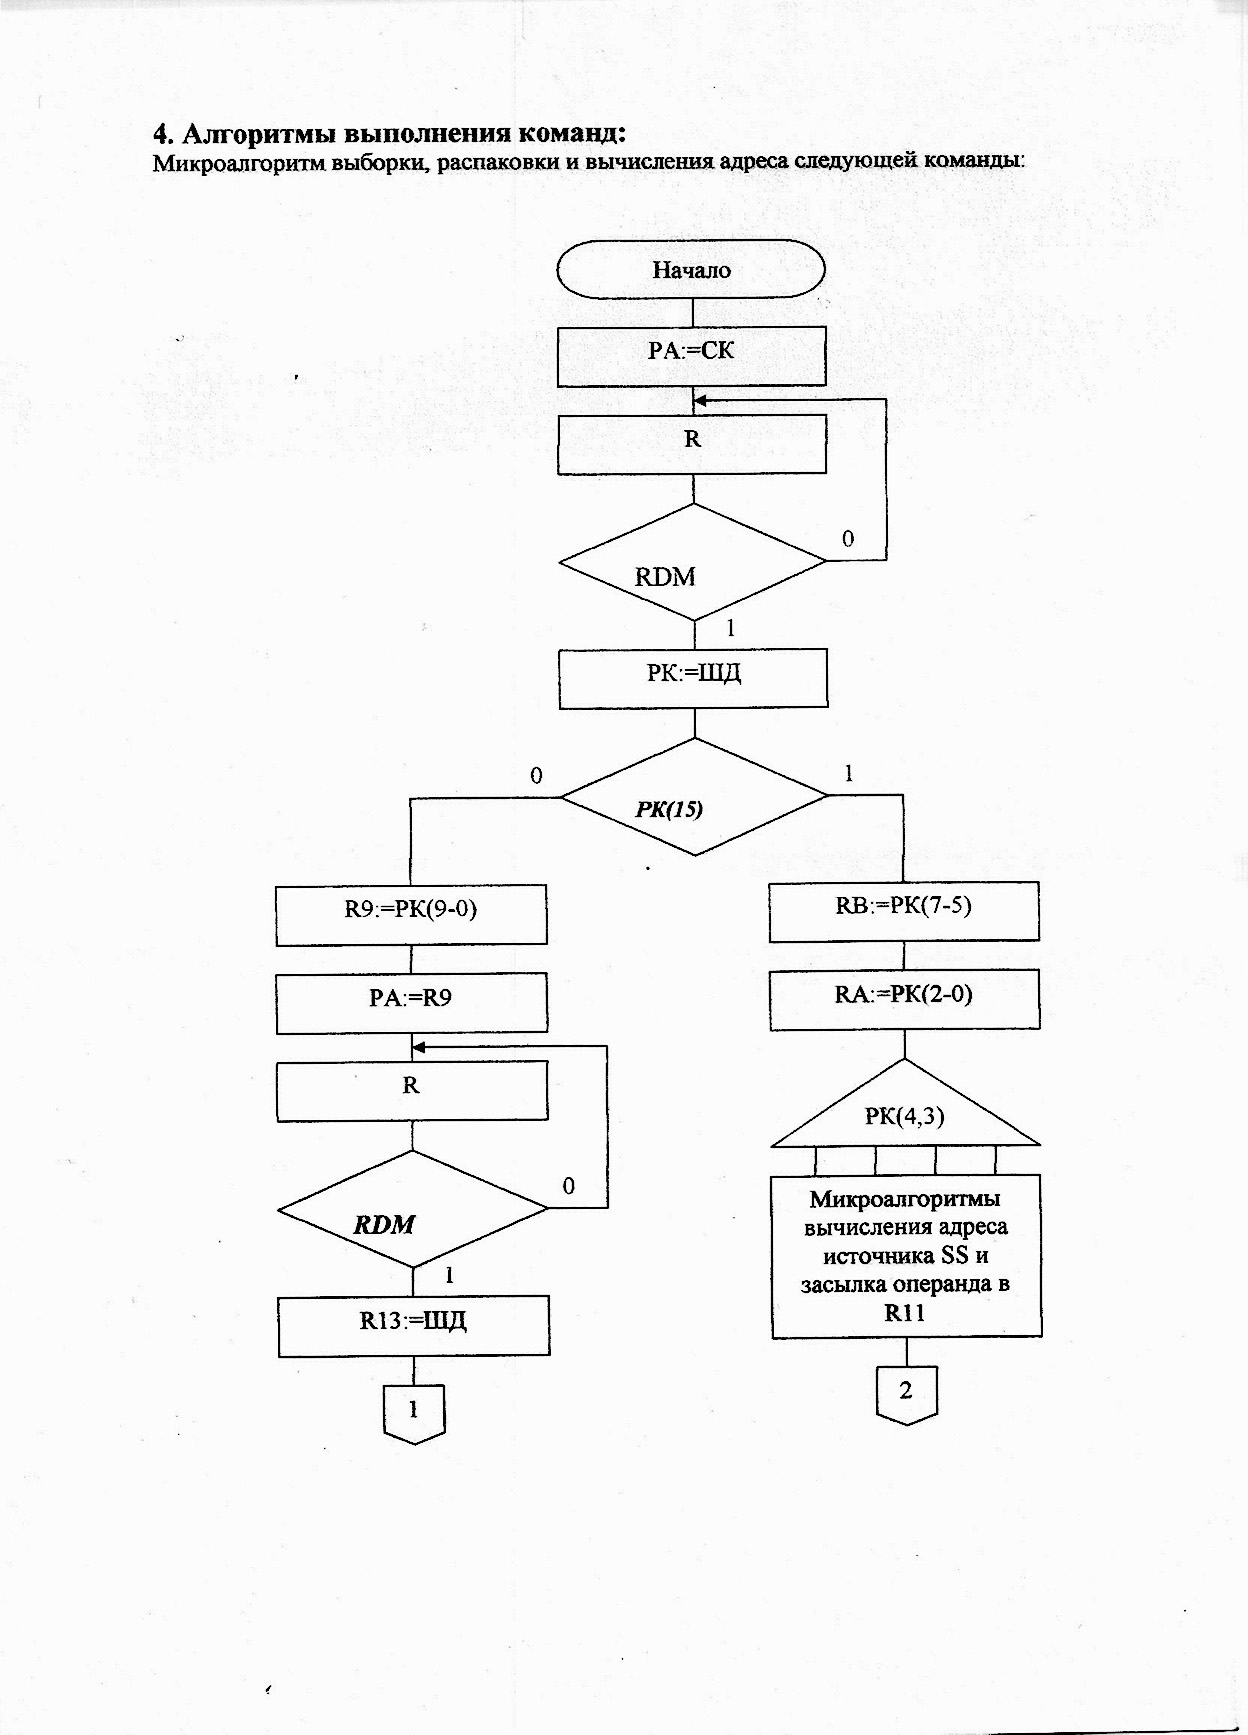 4. Алгоритмы выполнения команд:
Микроалгоритм выборки, распаковки и вычисления адреса следующей команды:
Начало
РА:=СК
R
RDM
0
1
РК:=ШД
0
1
РК(15)
R9:=РК(9-0)
РА:=R9
R
RDM
0
1
R13:=ШД
1
RB:=РК(7-5)
RA:=РК(2-0)
РК(4,3)
Микроалгоритмы
вычисления адреса
источника SS и
засылка операнда в
R11
2